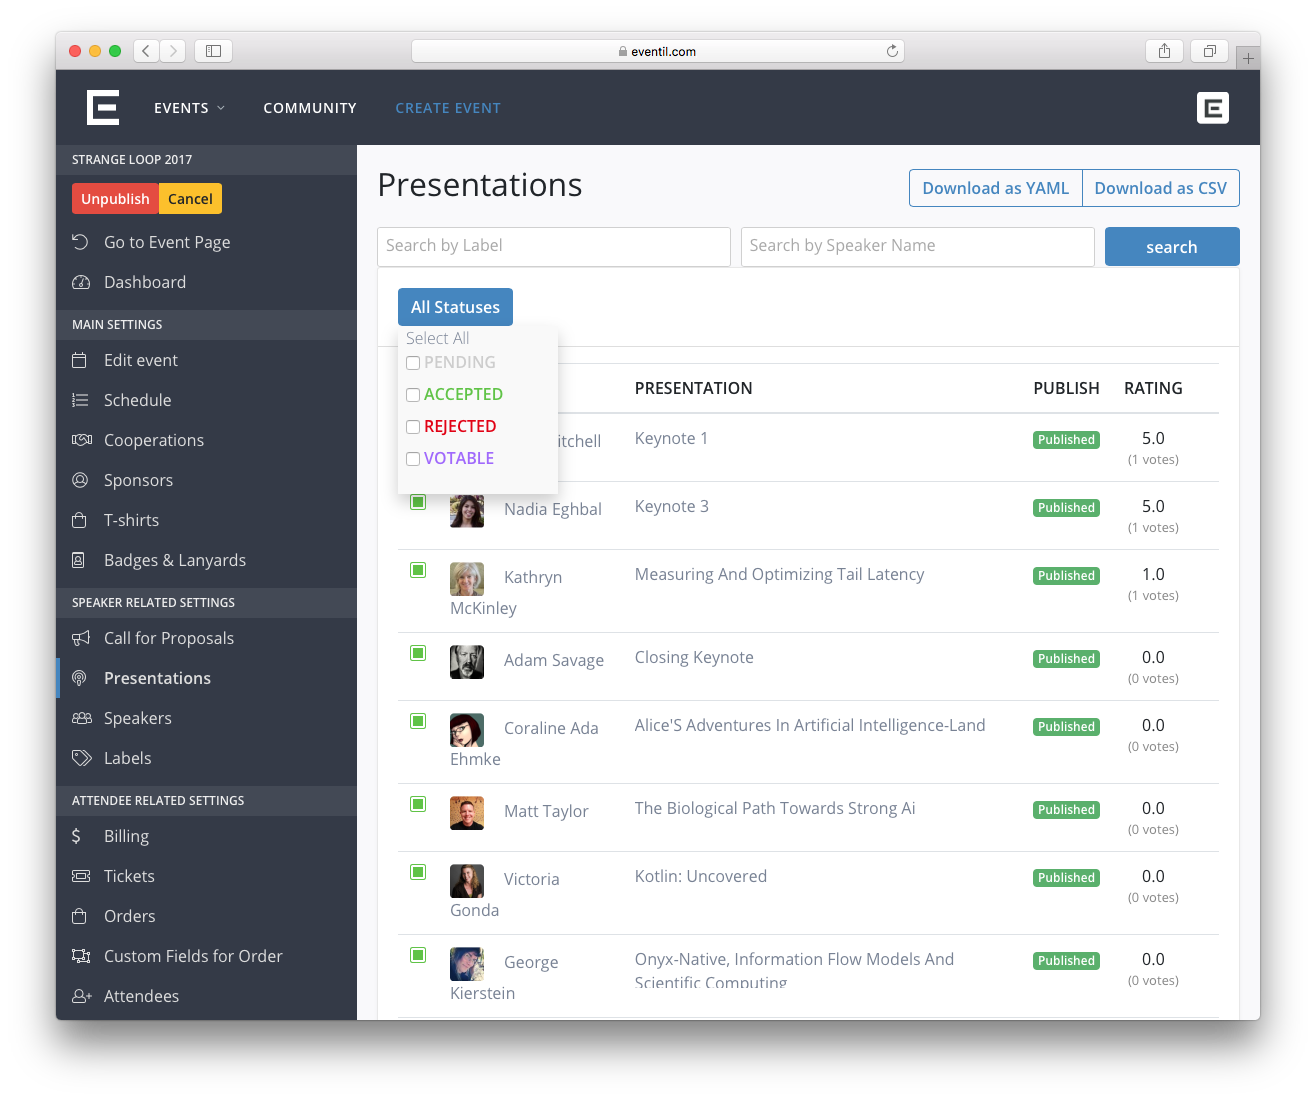 eventil.com
EVENTS
COMMUNITY
CREATE EVENT
STRANGE LOOP 2017
Unpublish
Cancel
Go to Event Page
Dashboard
MAIN SETTINGS
Edit event
Schedule
Cooperations
Sponsors
T-shirts
Badges & Lanyards
SPEAKER RELATED SETTINGS
Call for Proposals
Presentations
Speakers
Labels
ATTENDEE RELATED SETTINGS
Billing
Tickets
Orders
Custom Fields for Order
Attendees
Presentations
Download as YAML
Download as CSV
Search by Label
Search by Speaker Name
search
All Statuses
Select All
PENDING
ACCEPTED
REJECTED
VOTABLE
PRESENTATION PUBLISH RATING
itchell Keynote 1 Published 5.0
(1 votes)
Nadia Eghbal Keynote 3 Published 5.0
(1 votes)
Kathryn Measuring And Optimizing Tail Latency Published 1.0
McKinley (1 votes)
Adam Savage Closing Keynote Published 0.0
(0 votes)
Coraline Ada Alice'S Adventures In Artificial Intelligence-Land Published 0.0
Ehmke (0 votes)
Matt Taylor The Biological Path Towards Strong Ai Published 0.0
(0 votes)
Victoria Kotlin: Uncovered Published 0.0
Gonda (0 votes)
George Onyx-Native, Information Flow Models And Published 0.0
Kierstein Scientific Computing (0 votes)